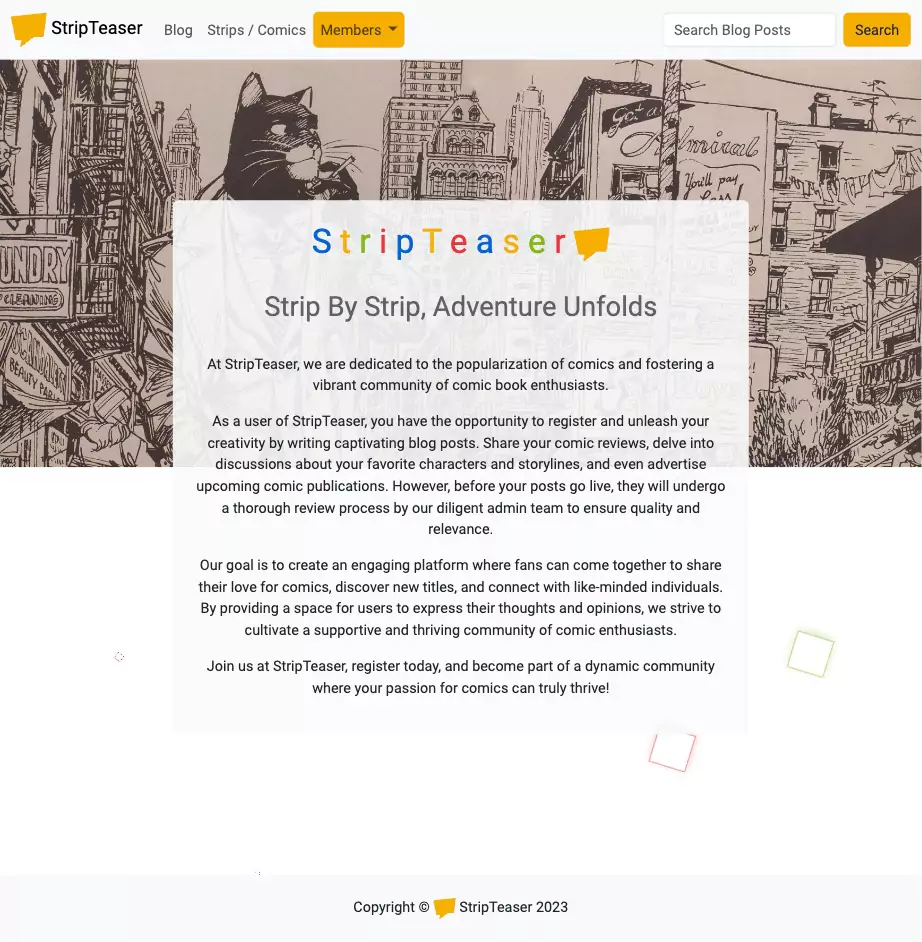 StripTeaser Blog Strips / Comics Members Search Blog Posts Search
Got a
Admiral
You'll pay
Less!
UNDRY
CLEANING
BEAUTY PARL
StripTeaser
Strip By Strip, Adventure Unfolds
At StripTeaser, we are dedicated to the popularization of comics and fostering a
vibrant community of comic book enthusiasts.
As a user of StripTeaser, you have the opportunity to register and unleash your
creativity by writing captivating blog posts. Share your comic reviews, delve into
discussions about your favorite characters and storylines, and even advertise
upcoming comic publications. However, before your posts go live, they will undergo
a thorough review process by our diligent admin team to ensure quality and
relevance.
Our goal is to create an engaging platform where fans can come together to share
their love for comics, discover new titles, and connect with like-minded individuals.
By providing a space for users to express their thoughts and opinions, we strive to
cultivate a supportive and thriving community of comic enthusiasts.
Join us at StripTeaser, register today, and become part of a dynamic community
where your passion for comics can truly thrive!
Copyright © StripTeaser 2023